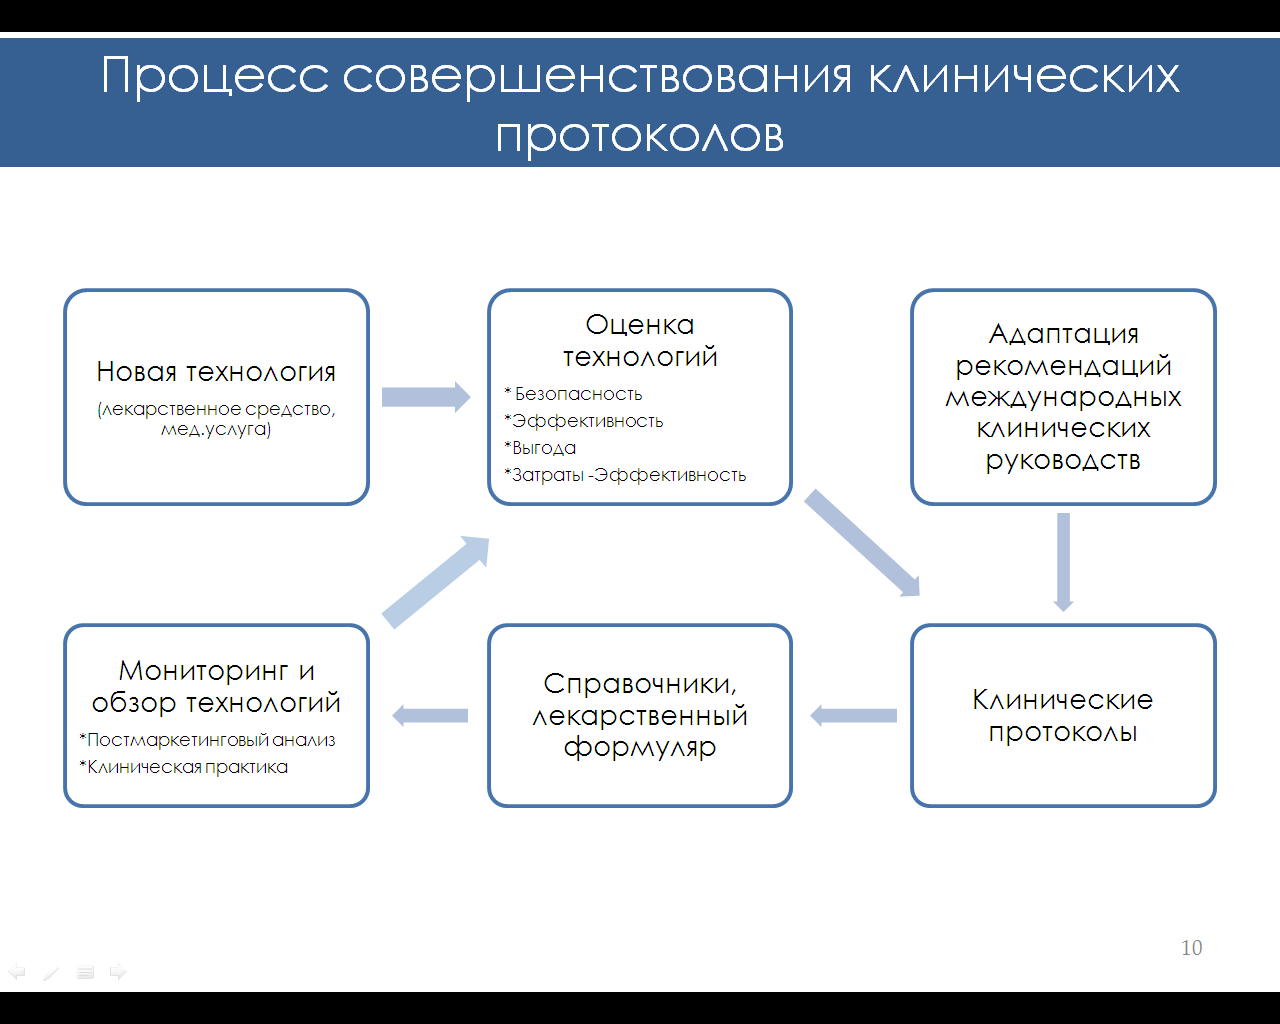 Процесс совершенствования клинических
протоколов
Новая технология
(лекарственное средство,
мед.услуга)
Оценка
технологий
* Безопасность
*Эффективность
*Выгода
*Затраты -Эффективность
Адаптация
рекомендаций
международных
клинических
руководств
Мониторинг и
обзор технологий
*Постмаркетинговый анализ
*Клиническая практика
Справочники,
лекарственный
формуляр
Клинические
протоколы
10